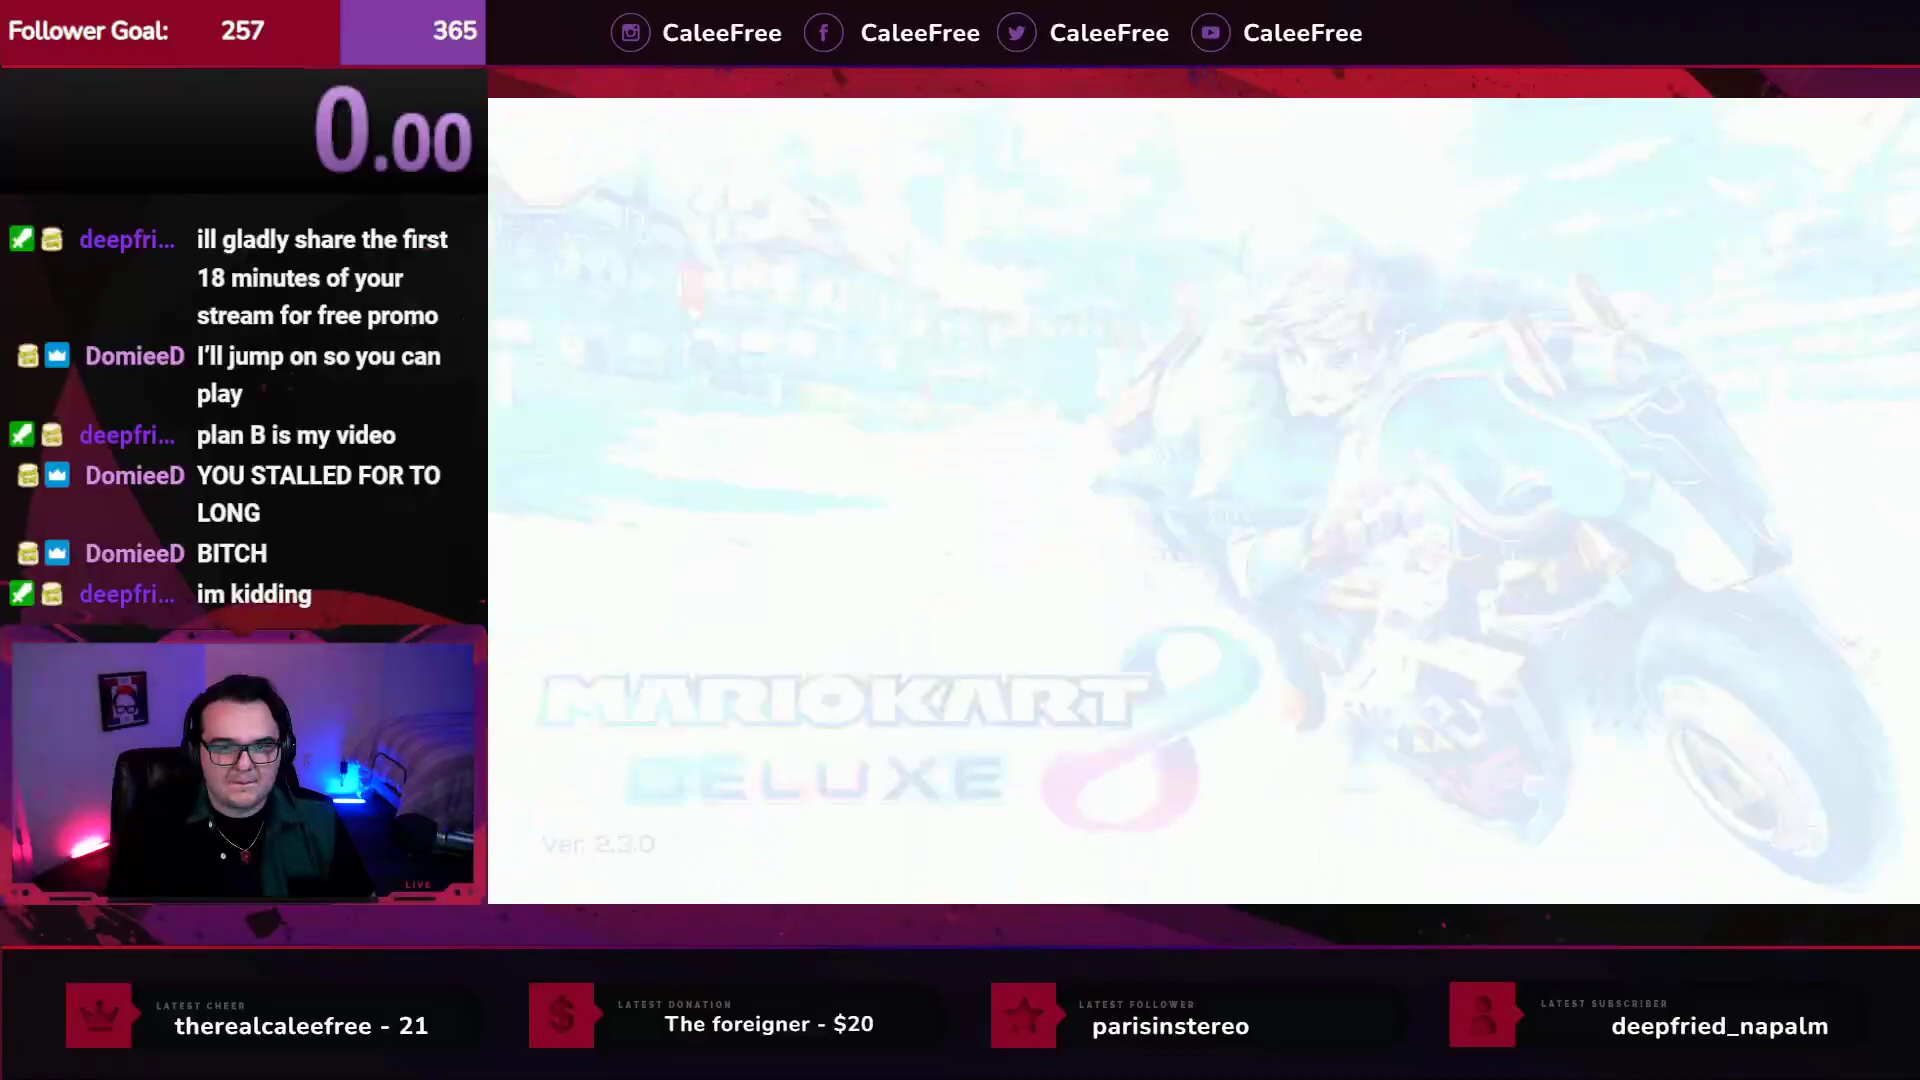 Follower Goal: 257 365
CaleeFree CaleeFree CaleeFree CaleeFree
0.00
deepfri... ill gladly share the first
18 minutes of your
stream for free promo
DomieeD I'll jump on so you can
play
deepfri... plan B is my video
DomieeD YOU STALLED FOR TO
LONG
DomieeD BITCH
deepfri... im kidding
MARIOKART 8
DELUXE
Ver. 2.3.0
LIVE
LATEST CHEER
therealcaleefree - 21
LATEST DONATION
The foreigner - $20
LATEST FOLLOWER
parisinstereo
LATEST SUBSCRIBER
deepfried_napalm